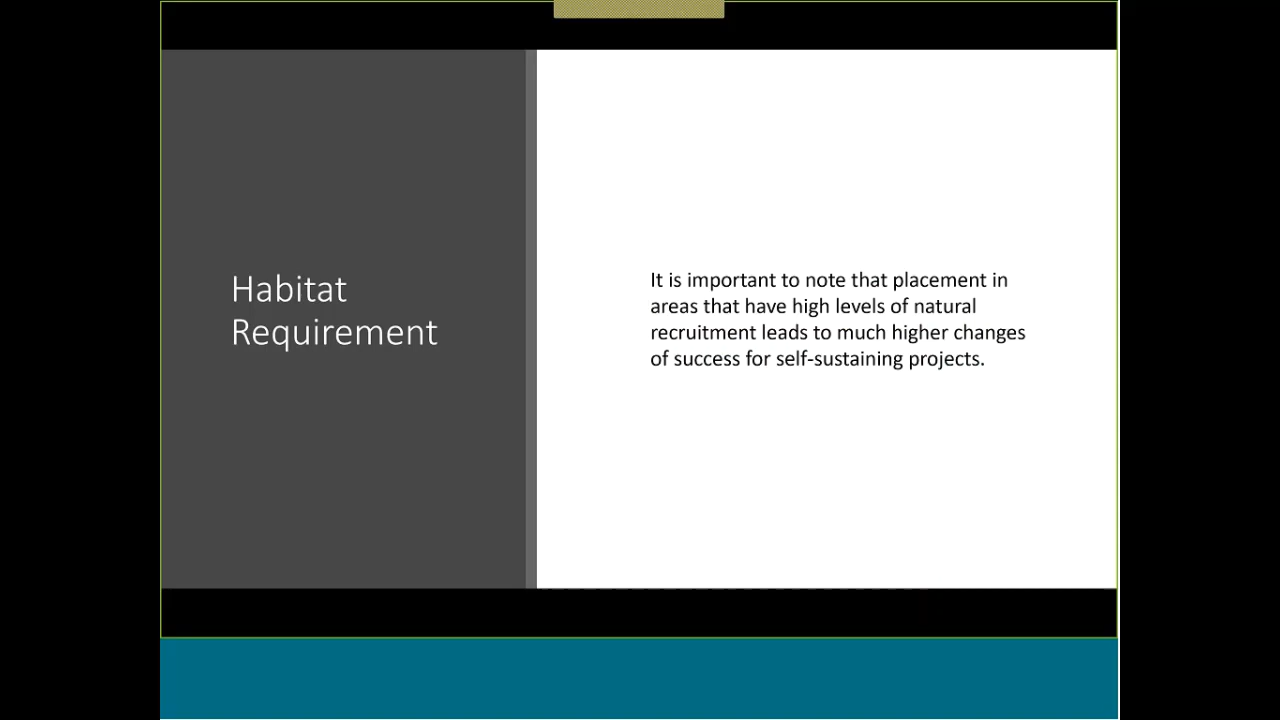 Habitat
Requirement
It is important to note that placement in
areas that have high levels of natural
recruitment leads to much higher changes
of success for self-sustaining projects.